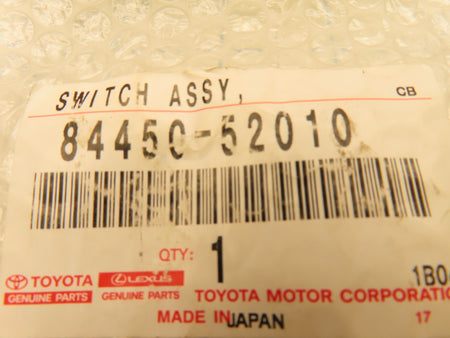 SWITCH ASSY, CB
84450-52010
QTY: 1
TOYOTA LEXUS 1B0
GENUINE PARTS GENUINE PARTS TOYOTA MOTOR CORPORATION
MADE IN JAPAN 17